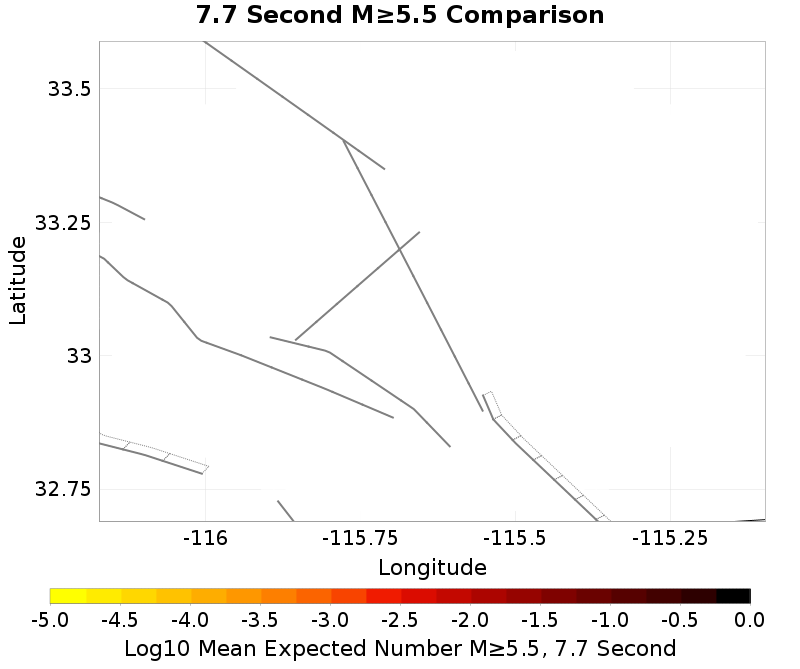 7.7 Second M≥5.5 Comparison
33.5
33.25
33
32.75
Latitude
-116 -115.75 -115.5 -115.25
Longitude
-5.0 -4.5 -4.0 -3.5 -3.0 -2.5 -2.0 -1.5 -1.0 -0.5 0.0
Log10 Mean Expected Number M≥5.5, 7.7 Second